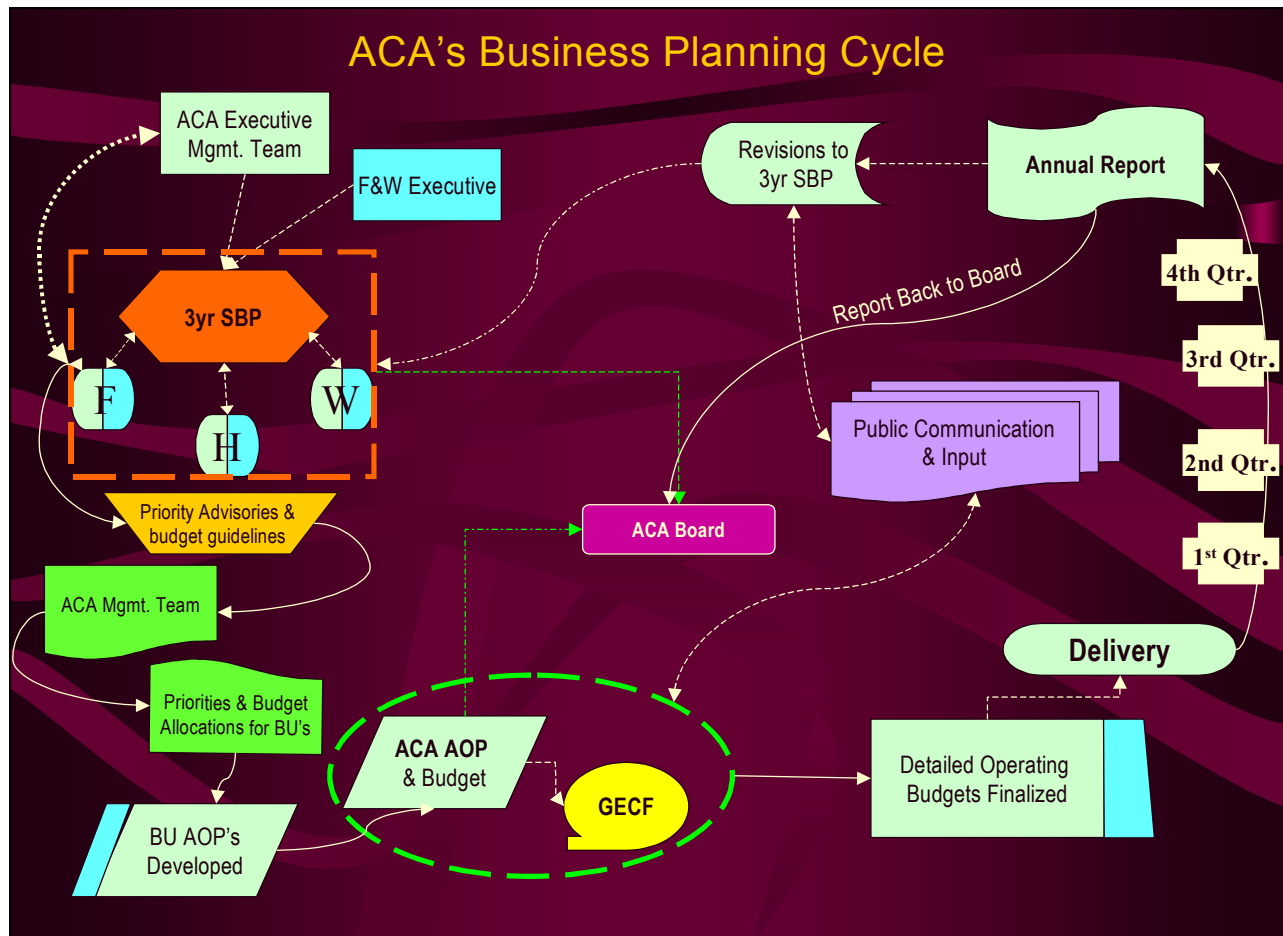 ACA's Business Planning Cycle
ACA Executive
Mgmt. Team
F&W Executive
Revisions to
3yr SBP
Annual Report
4th Qtr.
Report Back to Board
3yr SBP
3rd Qtr.
F
H
W
Public Communication
& Input
2nd Qtr.
Priority Advisories &
budget guidelines
ACA Board
1st Qtr.
ACA Mgmt. Team
Delivery
Priorities & Budget
Allocations for BU's
ACA AOP
& Budget
GECF
Detailed Operating
Budgets Finalized
BU AOP's
Developed